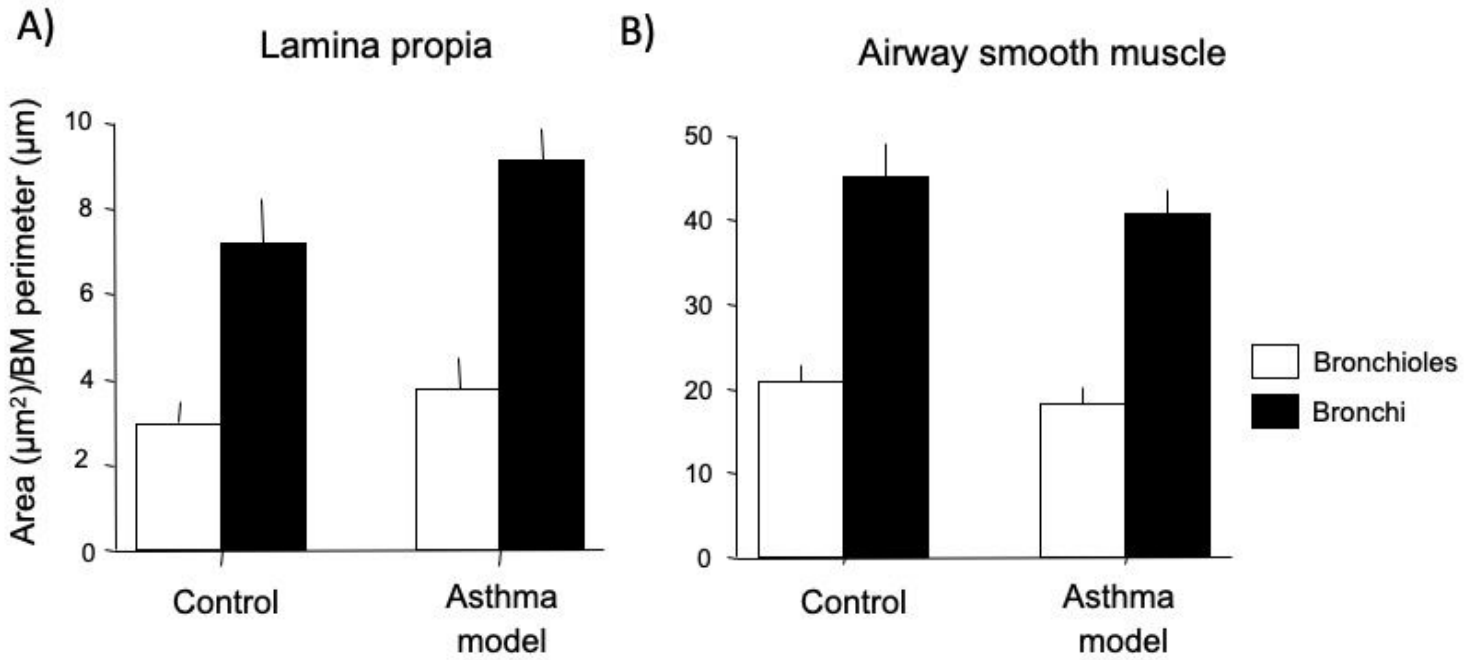 A)
Lamina propia
Area (µm²)/BM perimeter (µm)
10
8
6
4
2
0
Control
Asthma
model
B)
Airway smooth muscle
50
40
30
20
10
0
Control
Asthma
model
Bronchioles
Bronchi